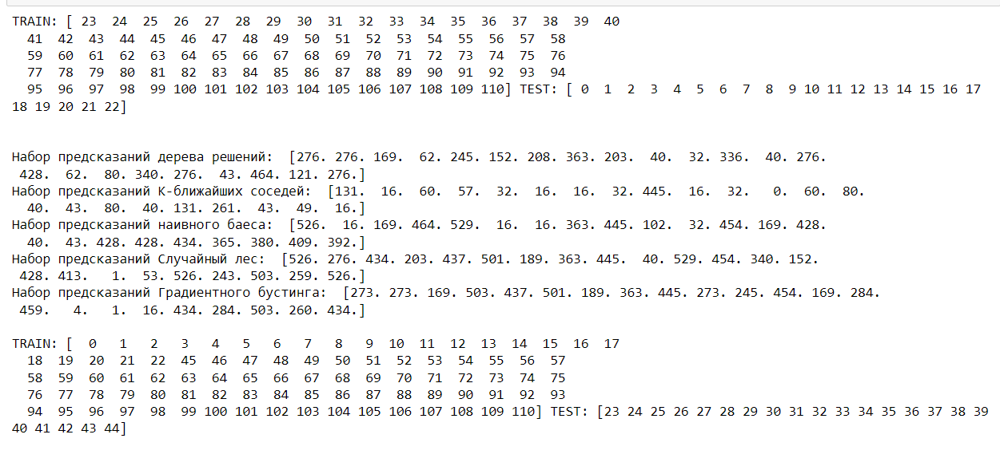 TRAIN: [ 23  24  25  26  27  28  29  30  31  32  33  34  35  36  37  38  39  40
  41  42  43  44  45  46  47  48  49  50  51  52  53  54  55  56  57  58
  59  60  61  62  63  64  65  66  67  68  69  70  71  72  73  74  75  76
  77  78  79  80  81  82  83  84  85  86  87  88  89  90  91  92  93  94
  95  96  97  98  99 100 101 102 103 104 105 106 107 108 109 110] TEST: [ 0  1  2  3  4  5  6  7  8  9 10 11 12 13 14 15 16 17
18 19 20 21 22]
Набор предсказаний дерева решений:  [276. 276. 169.  62. 245. 152. 208. 363. 203.  40.  32. 336.  40. 276.
 428.  62.  80. 340. 276.  43. 464. 121. 276.]
Набор предсказаний К-ближайших соседей:  [131.  16.  60.  57.  32.  16.  16.  32. 445.  16.  32.   0.  60.  80.
  40.  43.  80.  40. 131. 261.  43.  49.  16.]
Набор предсказаний наивного баеса:  [526.  16. 169. 464. 529.  16.  16. 363. 445. 102.  32. 454. 169. 428.
  40.  43. 428. 428. 434. 365. 380. 409. 392.]
Набор предсказаний Случайный лес:  [526. 276. 434. 203. 437. 501. 189. 363. 445.  40. 529. 454. 340. 152.
 428. 413.   1.  53. 526. 243. 503. 259. 526.]
Набор предсказаний Градиентного бустинга:  [273. 273. 169. 503. 437. 501. 189. 363. 445. 273. 245. 454. 169. 284.
 459.   4.   1.  16. 434. 284. 503. 260. 434.]
TRAIN: [  0   1   2   3   4   5   6   7   8   9  10  11  12  13  14  15  16  17
  18  19  20  21  22  45  46  47  48  49  50  51  52  53  54  55  56  57
  58  59  60  61  62  63  64  65  66  67  68  69  70  71  72  73  74  75
  76  77  78  79  80  81  82  83  84  85  86  87  88  89  90  91  92  93
  94  95  96  97  98  99 100 101 102 103 104 105 106 107 108 109 110] TEST: [23 24 25 26 27 28 29 30 31 32 33 34 35 36 37 38 39
40 41 42 43 44]